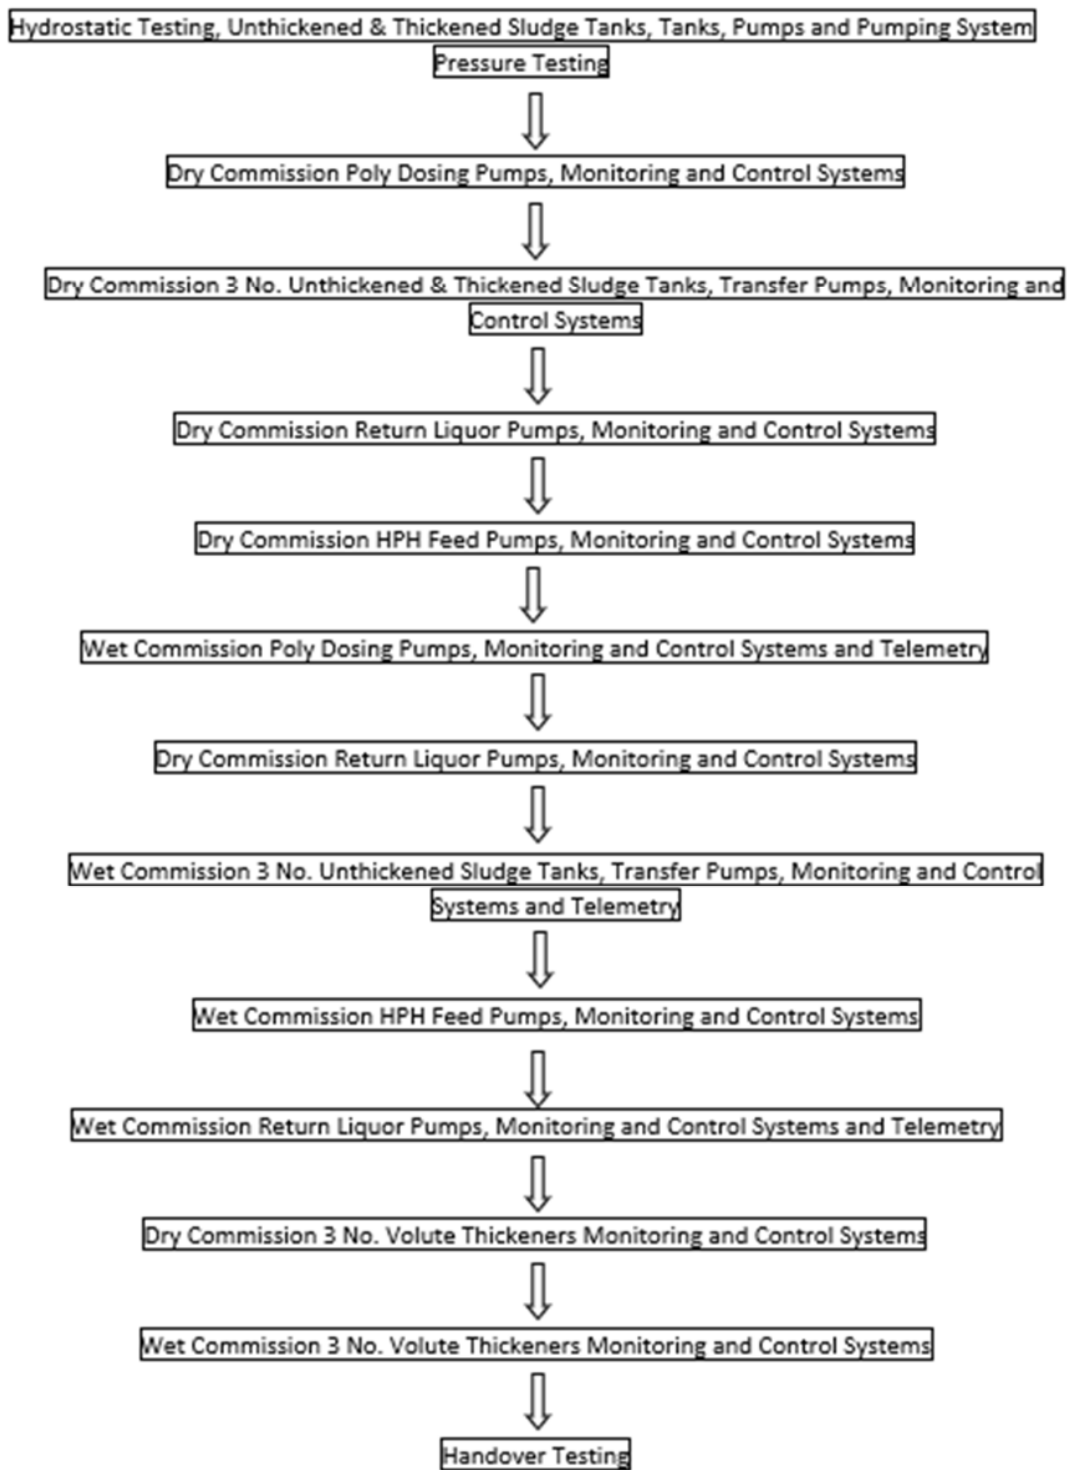 Hydrostatic Testing, Unthickened & Thickened Sludge Tanks, Tanks, Pumps and Pumping System
Pressure Testing
Dry Commission Poly Dosing Pumps, Monitoring and Control Systems
Dry Commission 3 No. Unthickened & Thickened Sludge Tanks, Transfer Pumps, Monitoring and
Control Systems
Dry Commission Return Liquor Pumps, Monitoring and Control Systems
Dry Commission HPH Feed Pumps, Monitoring and Control Systems
Wet Commission Poly Dosing Pumps, Monitoring and Control Systems and Telemetry
Dry Commission Return Liquor Pumps, Monitoring and Control Systems
Wet Commission 3 No. Unthickened Sludge Tanks, Transfer Pumps, Monitoring and Control
Systems and Telemetry
Wet Commission HPH Feed Pumps, Monitoring and Control Systems
Wet Commission Return Liquor Pumps, Monitoring and Control Systems and Telemetry
Dry Commission 3 No. Volute Thickeners Monitoring and Control Systems
Wet Commission 3 No. Volute Thickeners Monitoring and Control Systems
Handover Testing